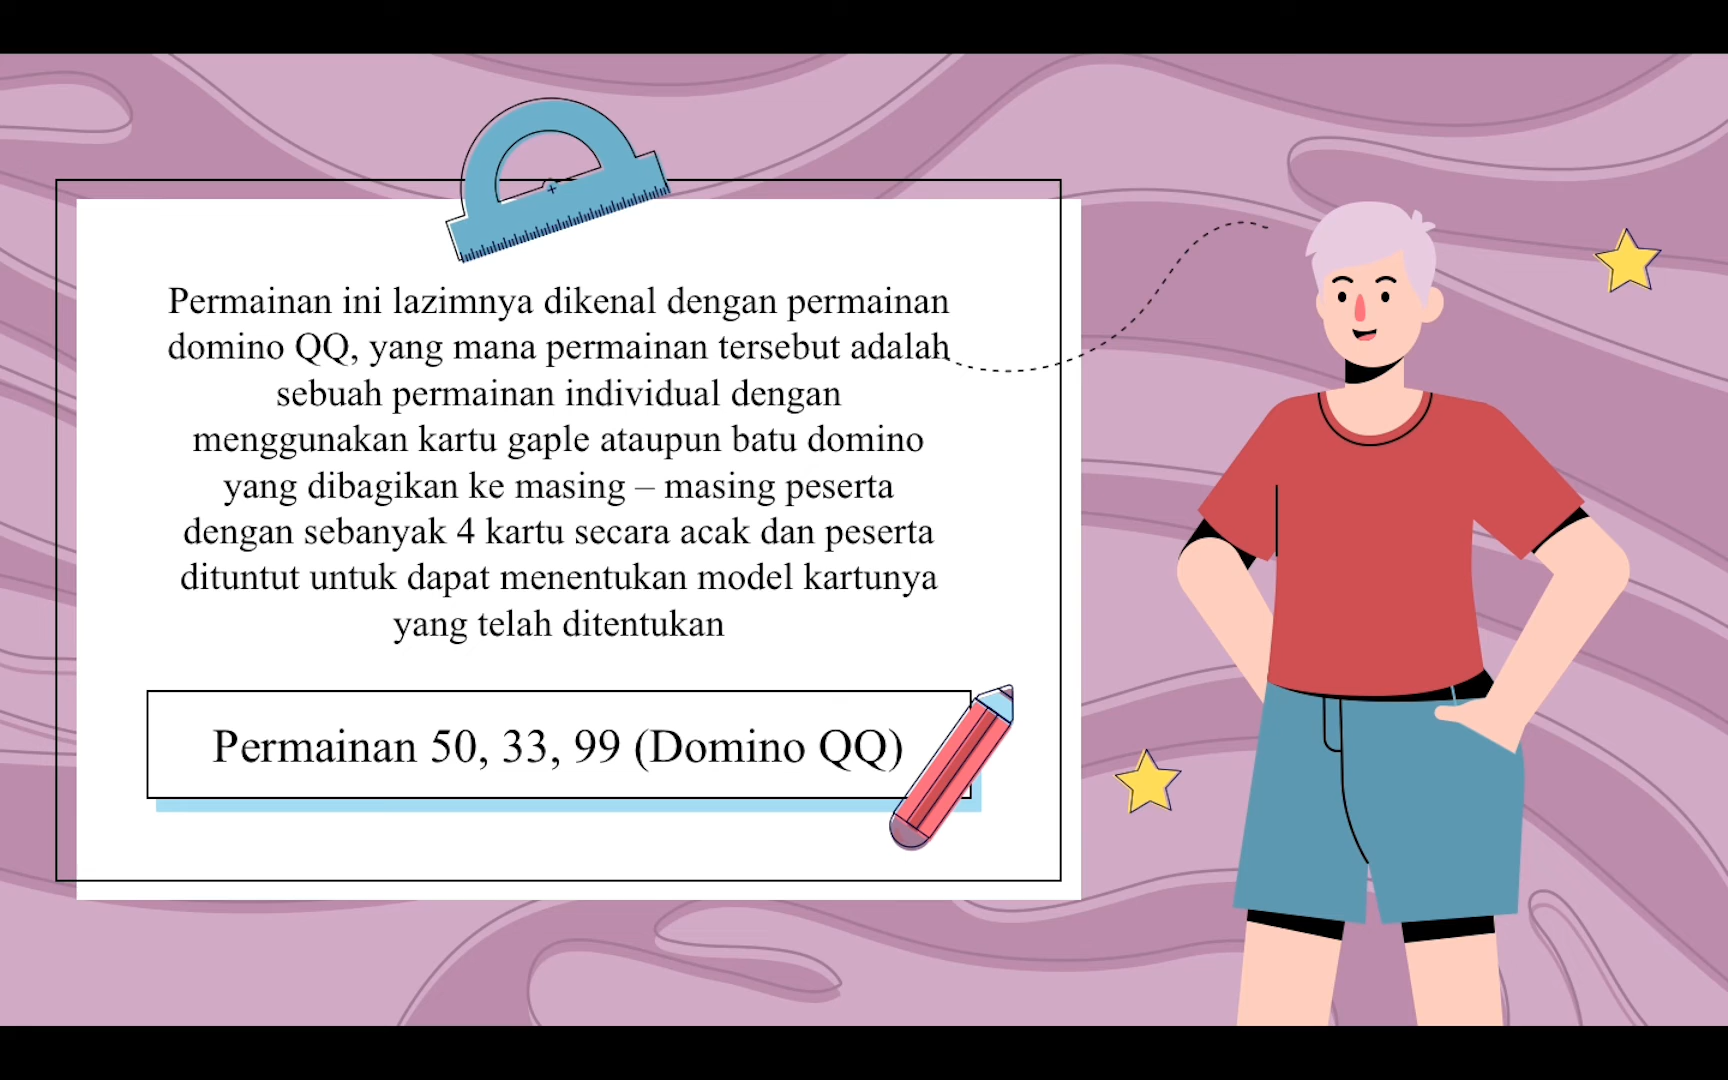 Permainan ini lazimnya dikenal dengan permainan
domino QQ, yang mana permainan tersebut adalah
sebuah permainan individual dengan
menggunakan kartu gaple ataupun batu domino
yang dibagikan ke masing – masing peserta
dengan sebanyak 4 kartu secara acak dan peserta
dituntut untuk dapat menentukan model kartunya
yang telah ditentukan
Permainan 50, 33, 99 (Domino QQ)